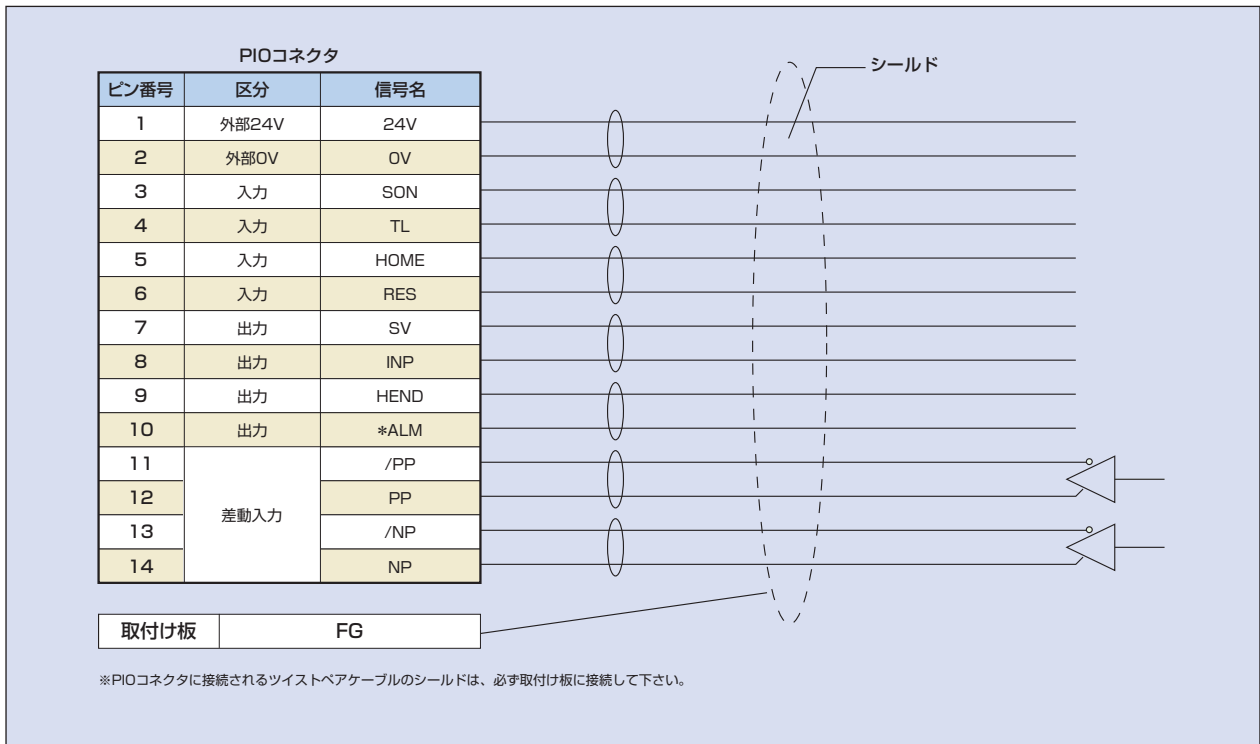 PIOコネクタ
シールド
ピン番号 区分 信号名
1 外部24V 24V
2 外部0V 0V
3 入力 SON
4 入力 TL
5 入力 HOME
6 入力 RES
7 出力 SV
8 出力 INP
9 出力 HEND
10 出力 *ALM
11 /PP
12 PP
差動入力
13 /NP
14 NP
取付け板 FG
※PIOコネクタに接続されるツイストペアケーブルのシールドは、必ず取付け板に接続して下さい。